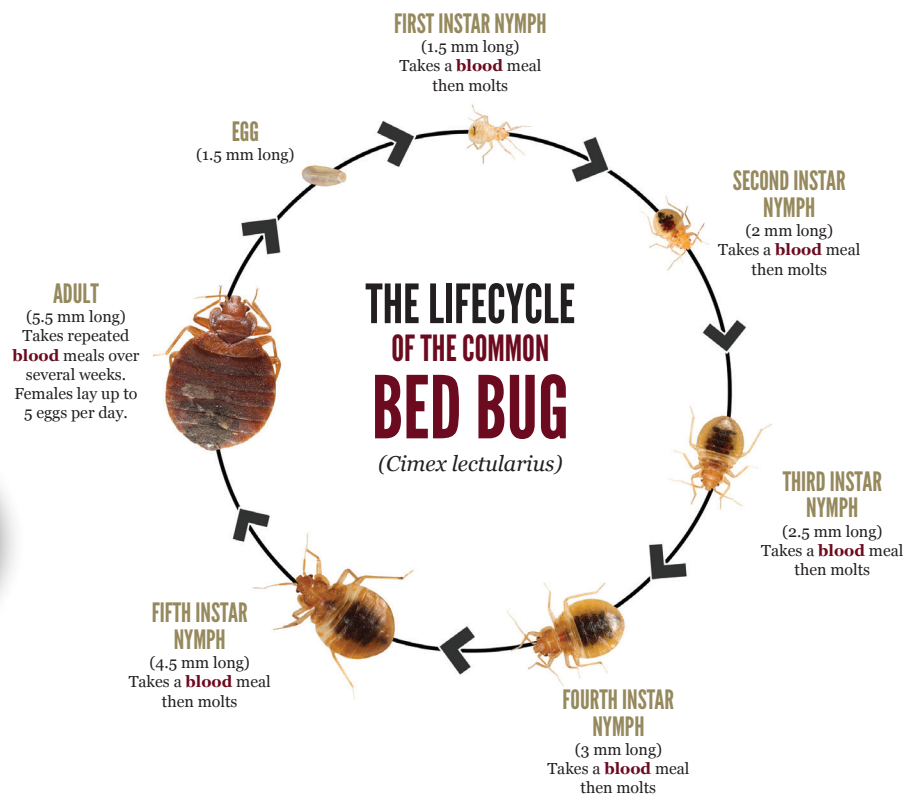 FIRST INSTAR NYMPH
(1.5 mm long)
Takes a blood meal
then molts
EGG
(1.5 mm long)
SECOND INSTAR
NYMPH
(2 mm long)
Takes a blood meal
then molts
ADULT
(5.5 mm long)
Takes repeated
blood meals over
several weeks.
Females lay up to
5 eggs per day.
THE LIFECYCLE
OF THE COMMON
BED BUG
(Cimex lectularius)
THIRD INSTAR
NYMPH
(2.5 mm long)
Takes a blood meal
then molts
FIFTH INSTAR
NYMPH
(4.5 mm long)
Takes a blood meal
then molts
FOURTH INSTAR
NYMPH
(3 mm long)
Takes a blood meal
then molts